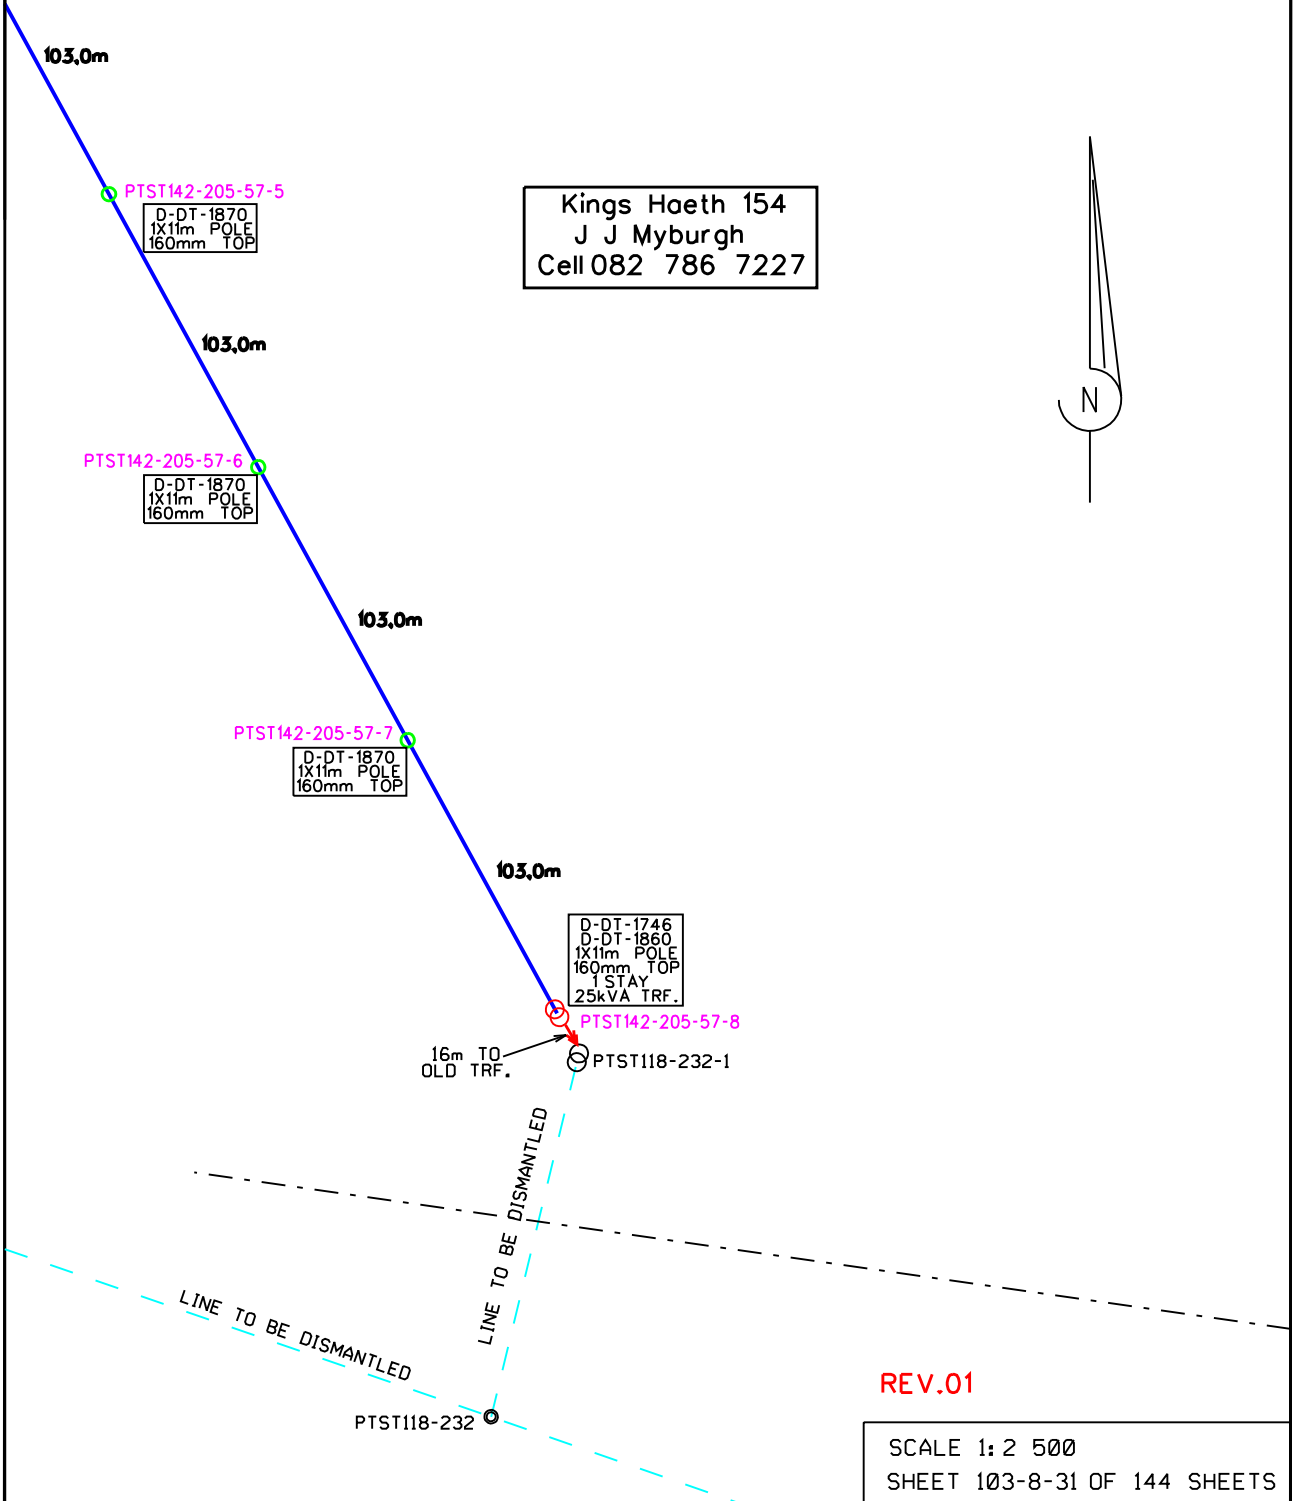 103,0m
PTST142-205-57-5
D-DT-1870
1X11m POLE
160mm TOP
Kings Haeth 154
J J Myburgh
Cell 082 786 7227
103,0m
N
PTST142-205-57-6
D-DT-1870
1X11m POLE
160mm TOP
103,0m
PTST142-205-57-7
D-DT-1870
1X11m POLE
160mm TOP
103,0m
D-DT-1746
D-DT-1860
1X11m POLE
160mm TOP
1 STAY
25kVA TRF.
PTST142-205-57-8
16m TO
OLD TRF.
PTST118-232-1
LINE TO BE DISMANTLED
LINE TO BE DISMANTLED
PTST118-232
REV.01
SCALE 1:2 500
SHEET 103-8-31 OF 144 SHEETS